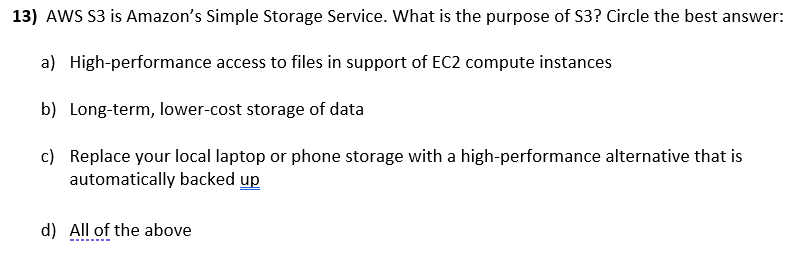 13) AWS S3 is Amazon’s Simple Storage Service. What is the purpose of S3? Circle the best answer:
a) High-performance access to files in support of EC2 compute instances
b) Long-term, lower-cost storage of data
c) Replace your local laptop or phone storage with a high-performance alternative that is
automatically backed up
d) All of the above